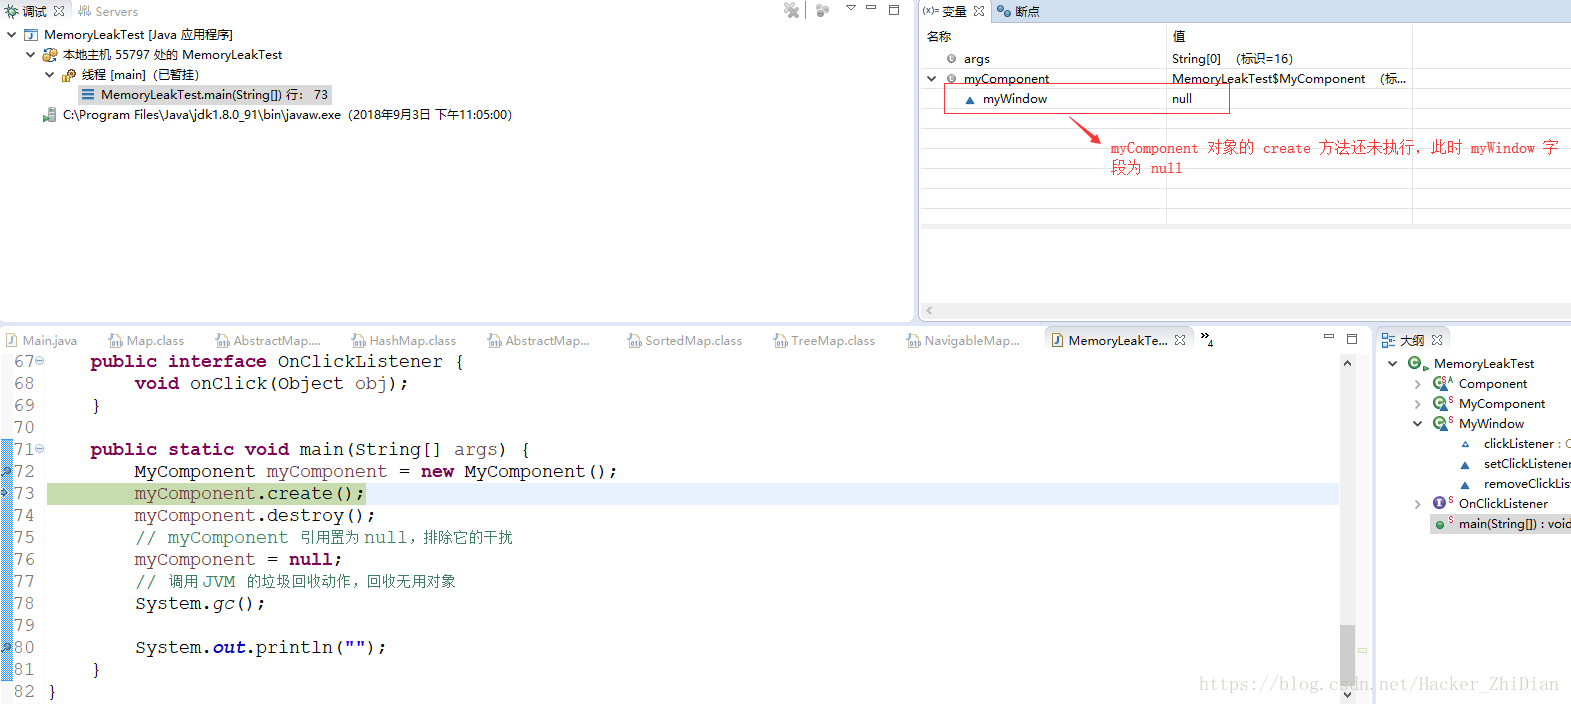 调试 Servers
MemoryLeakTest [Java 应用程序]
本地主机 55797 处的 MemoryLeakTest
线程 [main]（已暂挂）
MemoryLeakTest.main(String[]) 行： 73
C:\Program Files\Java\jdk1.8.0_91\bin\javaw.exe（2018年9月3日 下午11:05:00）
(x)= 变量 断点
名称 值
args String[0] （标识=16）
myComponent MemoryLeakTest$MyComponent （标...
myWindow null
myComponent 对象的 create 方法还未执行，此时 myWindow 字
段为 null
Main.java Map.class AbstractMap.... HashMap.class AbstractMap... SortedMap.class TreeMap.class NavigableMap... MemoryLeakTe... »4
67 public interface OnClickListener {
68 void onClick(Object obj);
69 }
70
71 public static void main(String[] args) {
72 MyComponent myComponent = new MyComponent();
73 myComponent.create();
74 myComponent.destroy();
75 // myComponent 引用置为 null，排除它的干扰
76 myComponent = null;
77 // 调用 JVM 的垃圾回收动作，回收无用对象
78 System.gc();
79
80 System.out.println("");
81 }
82 }
大纲
MemoryLeakTest
Component
MyComponent
MyWindow
clickListener :
setClickListener
removeClickLis
OnClickListener
main(String[]) : void
https://blog.csdn.net/Hacker_ZhiDian